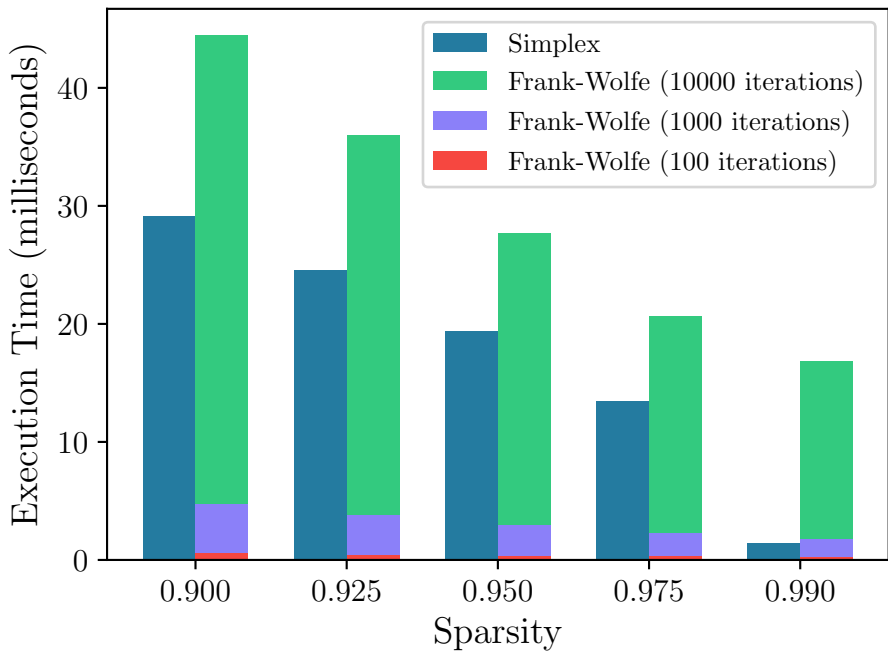 Simplex
Frank-Wolfe (10000 iterations)
Frank-Wolfe (1000 iterations)
Frank-Wolfe (100 iterations)
Execution Time (milliseconds)
40
30
20
10
0
0.900 0.925 0.950 0.975 0.990
Sparsity